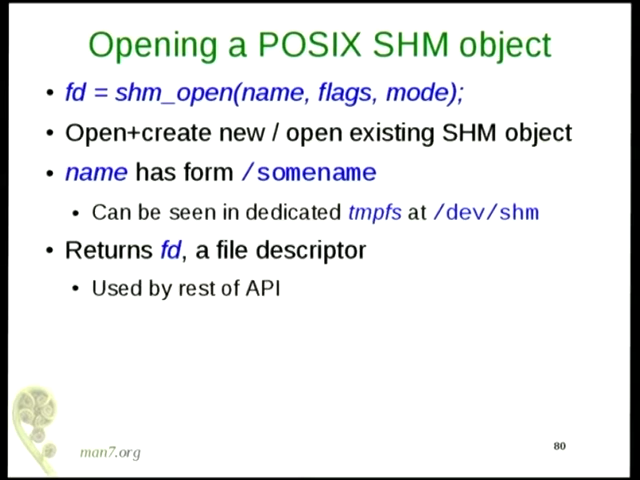 Opening a POSIX SHM object
• fd = shm_open(name, flags, mode);
• Open+create new / open existing SHM object
• name has form /somename
• Can be seen in dedicated tmpfs at /dev/shm
• Returns fd, a file descriptor
• Used by rest of API
man7.org
80